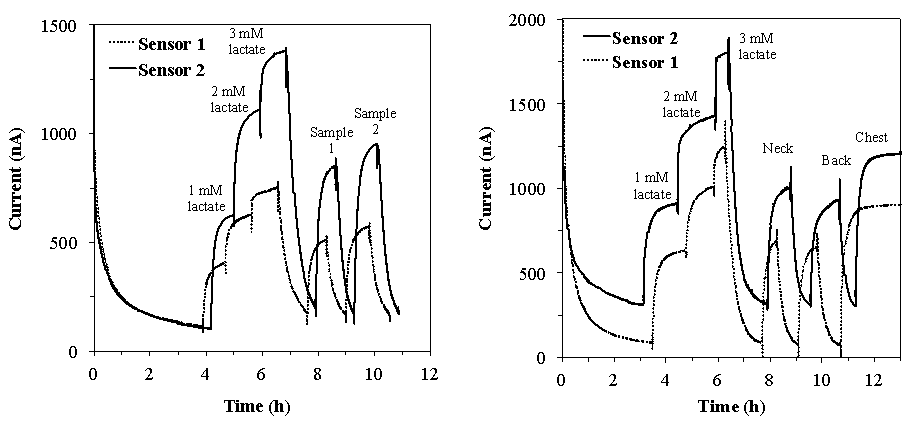 1500
1000
500
0
Current (nA)
Sensor 1
Sensor 2
3 mM
lactate
2 mM
lactate
1 mM
lactate
Sample
1
Sample
2
0 2 4 6 8 10 12
Time (h)
2000
1500
1000
500
0
Current (nA)
Sensor 2
Sensor 1
3 mM
lactate
2 mM
lactate
1 mM
lactate
Neck
Back
Chest
0 2 4 6 8 10 12
Time (h)